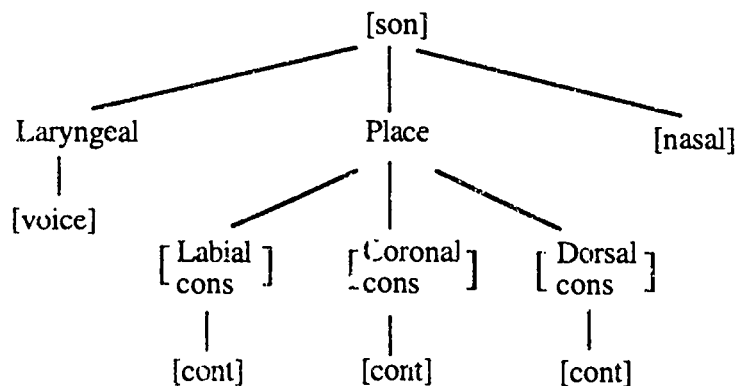 [son]
Laryngeal Place [nasal]
[voice]
[Labial cons] [Coronal cons] [Dorsal cons]
[cont] [cont] [cont]